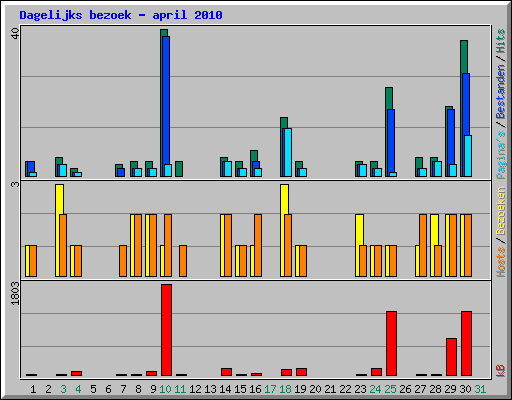 Dagelijks bezoek - april 2010
40
3
1803
Hosts / Bezoeken Pagina's / Bestanden / Hits
kB
1 2 3 4 5 6 7 8 9 10 11 12 13 14 15 16 17 18 19 20 21 22 23 24 25 26 27 28 29 30 31